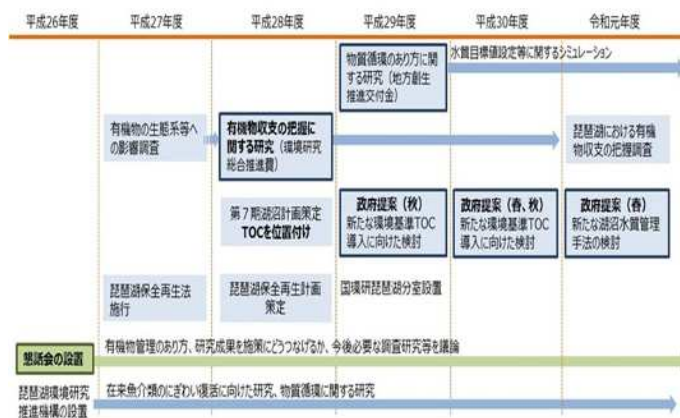 平成26年度 平成27年度 平成28年度 平成29年度 平成30年度 令和元年度
物質循環のあり方に関
する研究（地方創生
推進交付金）
水質目標値設定等に関するシミュレーション
有機物の生態系等へ
の影響調査
有機物収支の把握に
関する研究（環境研究
総合推進費）
琵琶湖における有機
物収支の把握調査
第７期湖沼計画策定
TOCを位置付け
政府提案（秋）
新たな環境基準TOC
導入に向けた検討
政府提案（春、秋）
新たな環境基準TOC
導入に向けた検討
政府提案（春）
新たな湖沼水質管理
手法の検討
琵琶湖保全再生法
施行
琵琶湖保全再生計画
策定
国環研琵琶湖分室設置
懇話会の設置
有機物管理のあり方、研究成果を施策にどうつなげるか、今後必要な調査研究等を議論
琵琶湖環境研究
推進機構の設置
在来魚介類のにぎわい復活に向けた研究、物質循環に関する研究